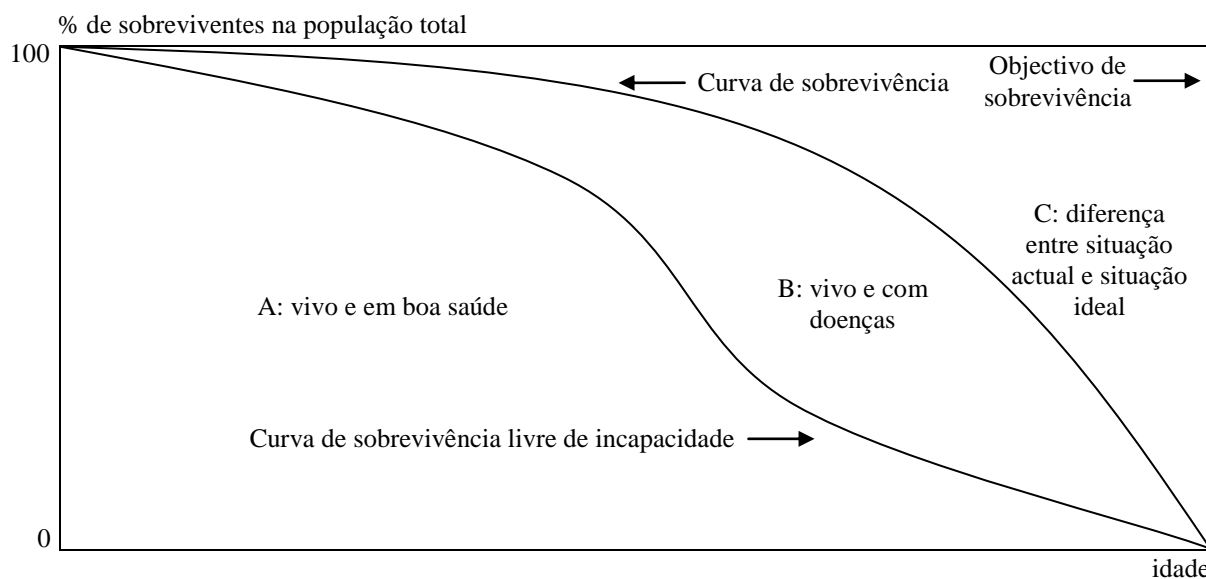 % de sobreviventes na população total
100
Curva de sobrevivência
Objectivo de
sobrevivência
C: diferença
entre situação
actual e situação
ideal
A: vivo e em boa saúde
B: vivo e com
doenças
Curva de sobrevivência livre de incapacidade
0
idade